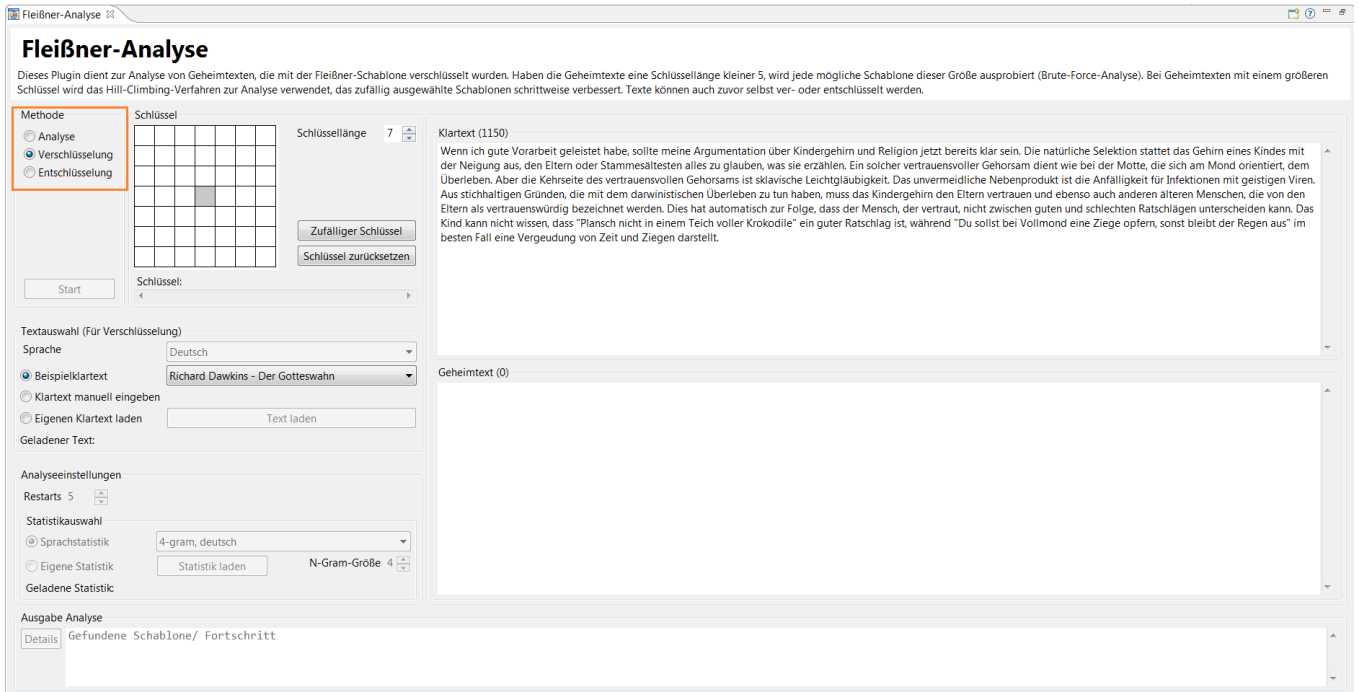 Fleißner-Analyse
Fleißner-Analyse
Dieses Plugin dient zur Analyse von Geheimtexten, die mit der Fleißner-Schablone verschlüsselt wurden. Haben die Geheimtexte eine Schlüssellänge kleiner 5, wird jede mögliche Schablone dieser Größe ausprobiert (Brute-Force-Analyse). Bei Geheimtexten mit einem größeren
Schlüssel wird das Hill-Climbing-Verfahren zur Analyse verwendet, das zufällig ausgewählte Schablonen schrittweise verbessert. Texte können auch zuvor selbst ver- oder entschlüsselt werden.
Methode
Analyse
Verschlüsselung
Entschlüsselung
Start
Schlüssel
Schlüssellänge 7
Zufälliger Schlüssel
Schlüssel zurücksetzen
Schlüssel:
Textauswahl (Für Verschlüsselung)
Sprache Deutsch
Beispielklartext Richard Dawkins - Der Gotteswahn
Klartext manuell eingeben
Eigenen Klartext laden Text laden
Geladener Text:
Analyseeinstellungen
Restarts 5
Statistikauswahl
Sprachstatistik 4-gram, deutsch
Eigene Statistik Statistik laden N-Gram-Größe 4
Geladene Statistik:
Klartext (1150)
Wenn ich gute Vorarbeit geleistet habe, sollte meine Argumentation über Kindergehirn und Religion jetzt bereits klar sein. Die natürliche Selektion stattet das Gehirn eines Kindes mit
der Neigung aus, den Eltern oder Stammesältesten alles zu glauben, was sie erzählen. Ein solcher vertrauensvoller Gehorsam dient wie bei der Motte, die sich am Mond orientiert, dem
Überleben. Aber die Kehrseite des vertrauensvollen Gehorsams ist sklavische Leichtgläubigkeit. Das unvermeidliche Nebenprodukt ist die Anfälligkeit für Infektionen mit geistigen Viren.
Aus stichhaltigen Gründen, die mit dem darwinistischen Überleben zu tun haben, muss das Kindergehirn den Eltern vertrauen und ebenso auch anderen älteren Menschen, die von den
Eltern als vertrauenswürdig bezeichnet werden. Dies hat automatisch zur Folge, dass der Mensch, der vertraut, nicht zwischen guten und schlechten Ratschlägen unterscheiden kann. Das
Kind kann nicht wissen, dass "Plansch nicht in einem Teich voller Krokodile" ein guter Ratschlag ist, während "Du sollst bei Vollmond eine Ziege opfern, sonst bleibt der Regen aus" im
besten Fall eine Vergeudung von Zeit und Ziegen darstellt.
Geheimtext (0)
Ausgabe Analyse
Details Gefundene Schablone/ Fortschritt